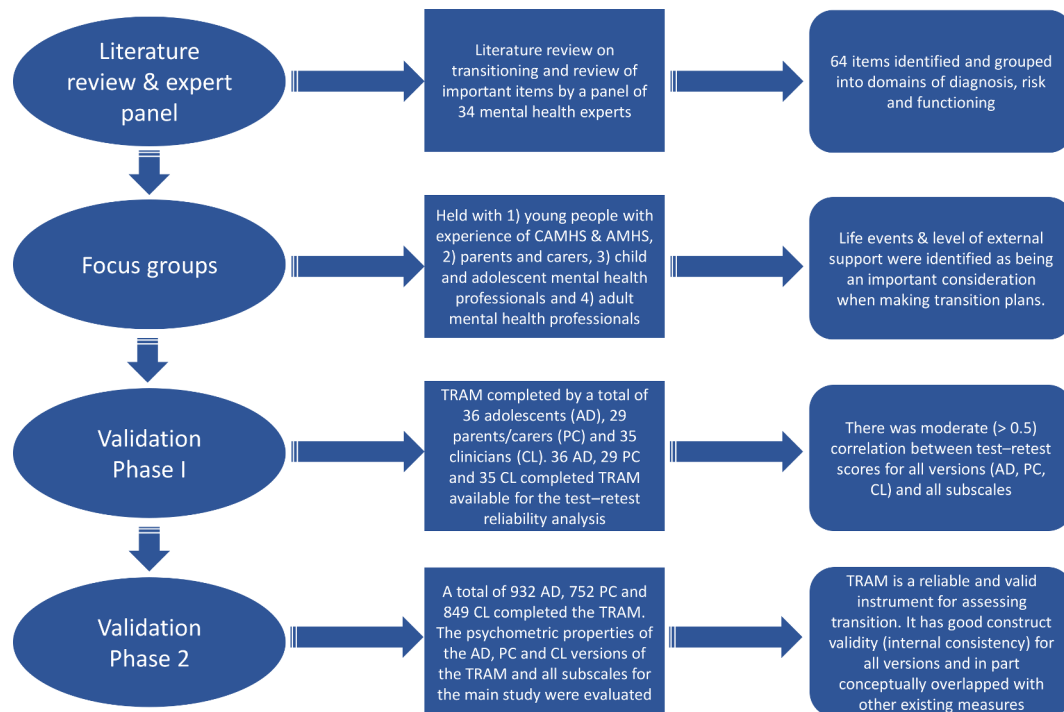 Literature
review & expert
panel
Literature review on
transitioning and review of
important items by a panel of
34 mental health experts
64 items identified and grouped
into domains of diagnosis, risk
and functioning
Focus groups
Held with 1) young people with
experience of CAMHS & AMHS,
2) parents and carers, 3) child
and adolescent mental health
professionals and 4) adult
mental health professionals
Life events & level of external
support were identified as being
an important consideration
when making transition plans.
Validation
Phase I
TRAM completed by a total of
36 adolescents (AD), 29
parents/carers (PC) and 35
clinicians (CL). 36 AD, 29 PC
and 35 CL completed TRAM
available for the test–retest
reliability analysis
There was moderate (> 0.5)
correlation between test–retest
scores for all versions (AD, PC,
CL) and all subscales
Validation
Phase 2
A total of 932 AD, 752 PC and
849 CL completed the TRAM.
The psychometric properties of
the AD, PC and CL versions of
the TRAM and all subscales for
the main study were evaluated
TRAM is a reliable and valid
instrument for assessing
transition. It has good construct
validity (internal consistency) for
all versions and in part
conceptually overlapped with
other existing measures